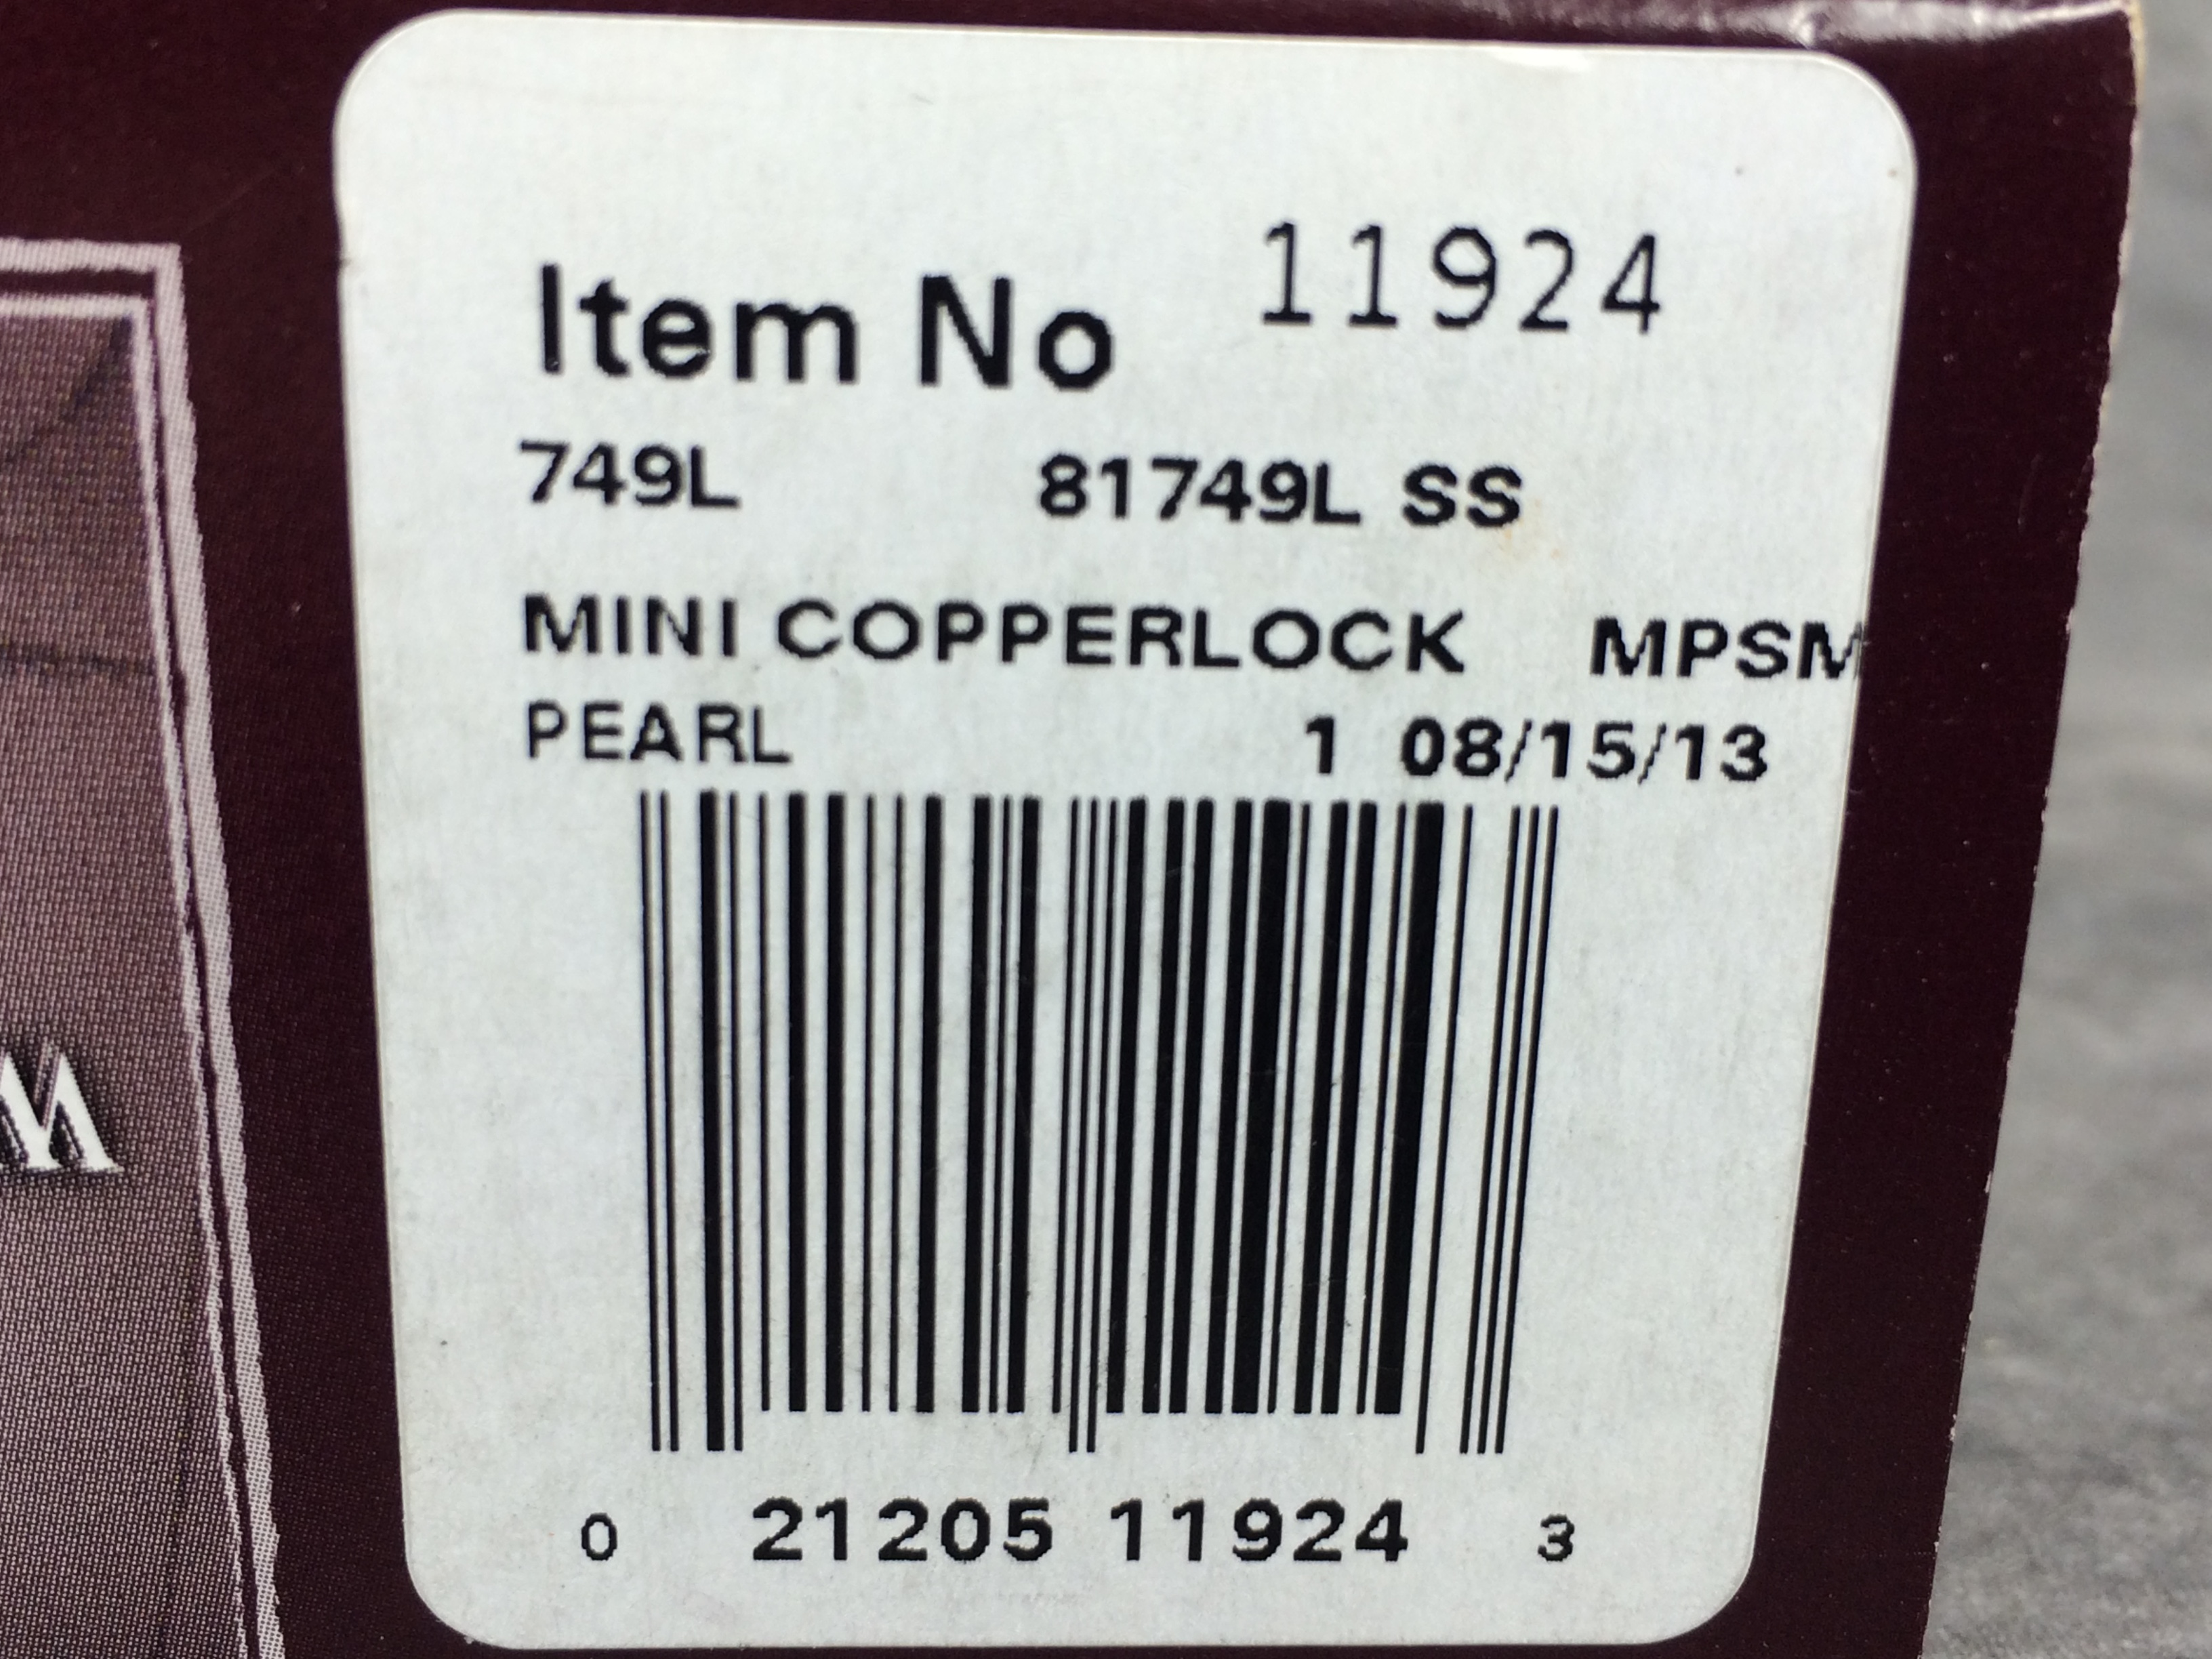 Item No 11924
749L 81749L SS
MINI COPPERLOCK MPSM
PEARL 1 08/15/13
0 21205 11924 3
M